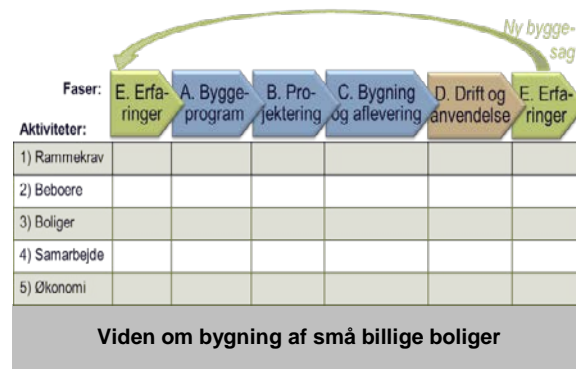 Ny bygge-
sag
Faser:
E. Erfa-
ringer
A. Bygge-
program
B. Pro-
jektering
C. Bygning
og aflevering
D. Drift og
anvendelse
E. Erfa-
ringer
Aktiviteter:
1) Rammekrav
2) Beboere
3) Boliger
4) Samarbejde
5) Økonomi
Viden om bygning af små billige boliger